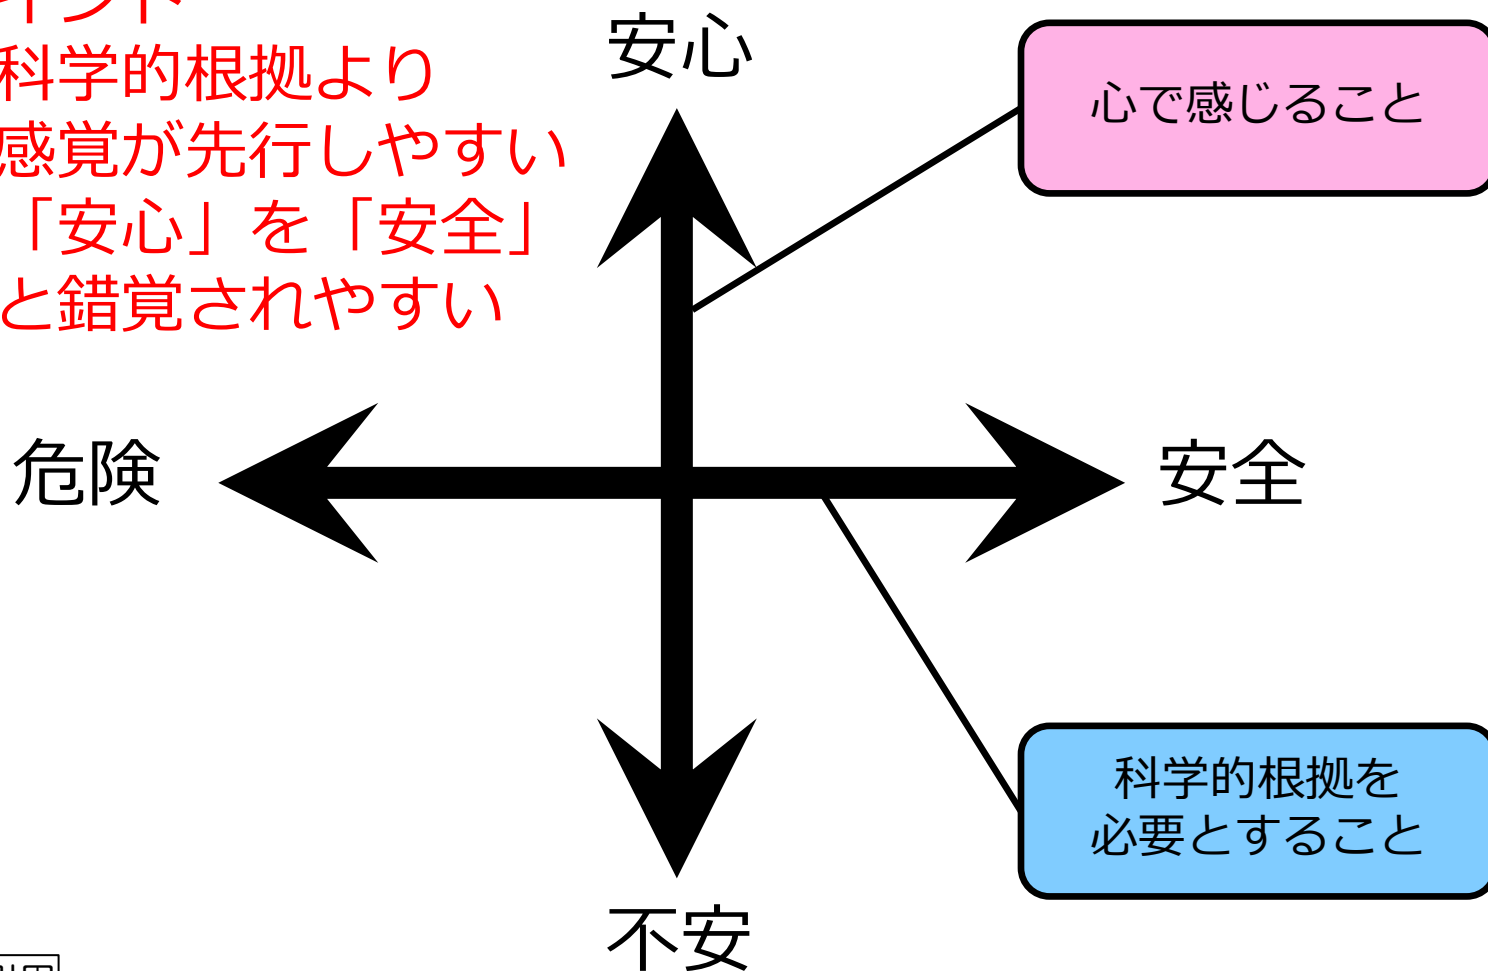 イント
科学的根拠より
感覚が先行しやすい
「安心」を「安全」
と錯覚されやすい
安心
心で感じること
危険
安全
科学的根拠を
必要とすること
不安